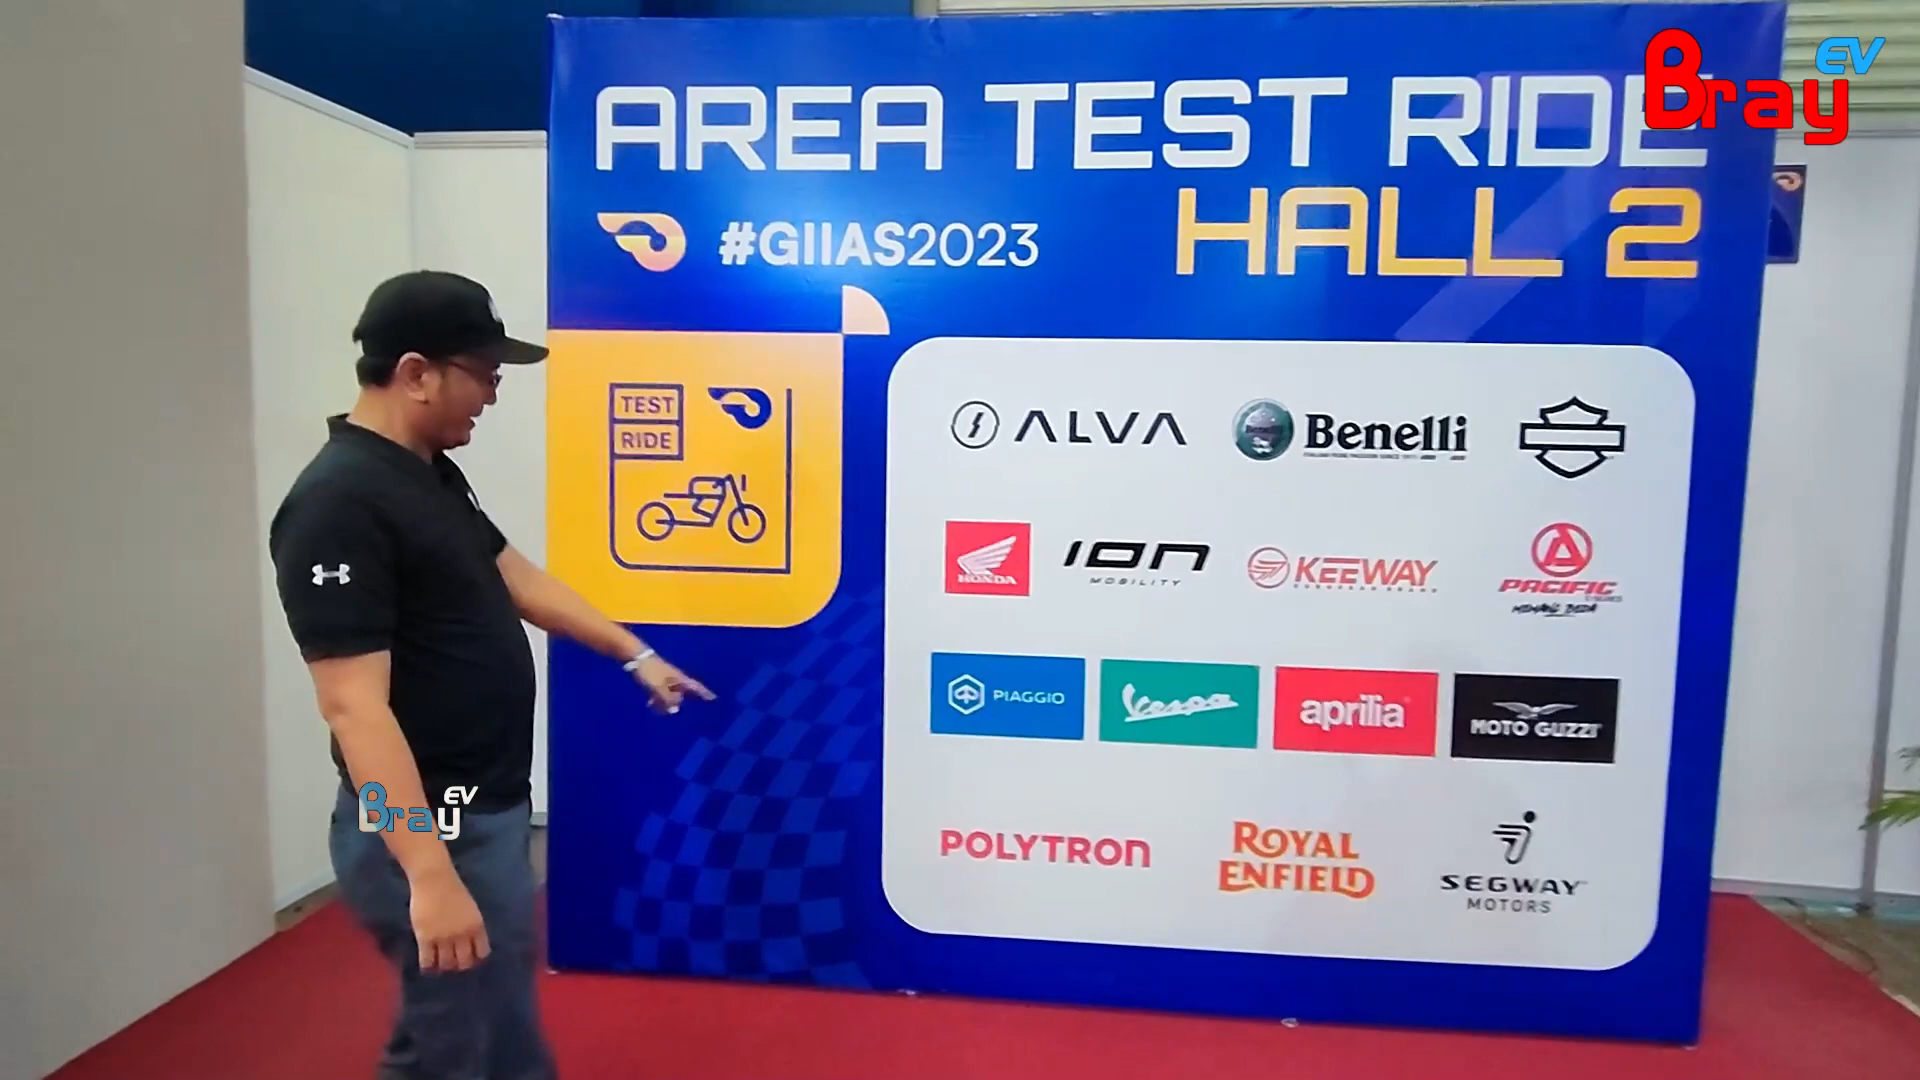 Bray EV
AREA TEST RIDE
HALL 2
#GIIAS2023
TEST
RIDE
ALVA
Benelli
HONDA
ION
MOBILITY
KEEWAY
PACIFIC
PIAGGIO
Vespa
aprilia
MOTO GUZZI
POLYTRON
ROYAL
ENFIELD
SEGWAY
MOTORS
Bray EV